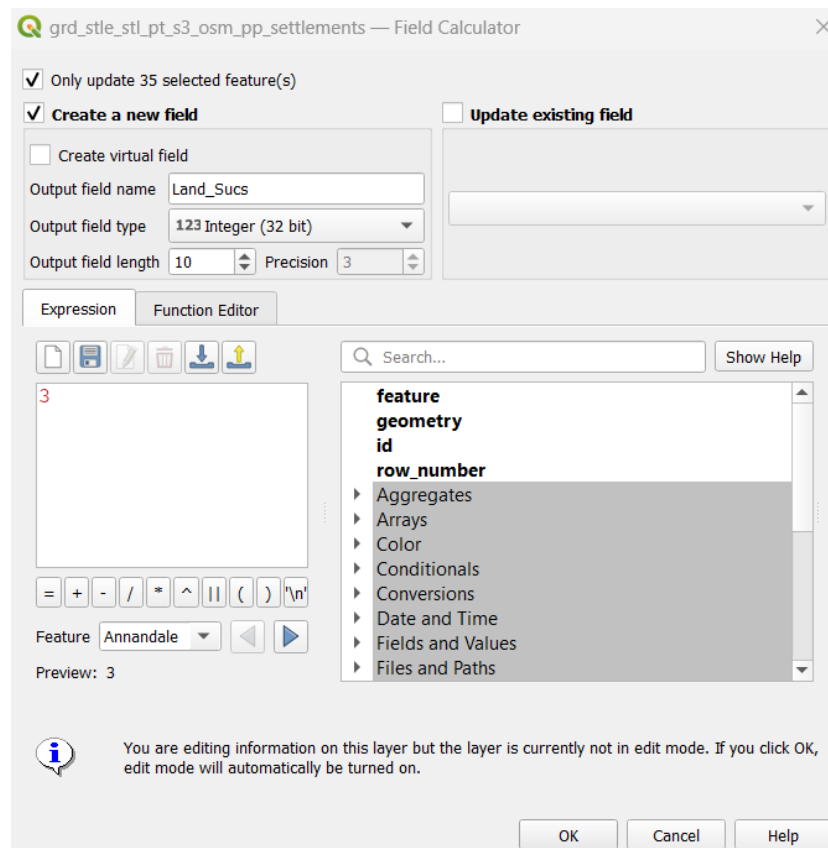 grd_stle_stl_pt_s3_osm_pp_settlements — Field Calculator
Only update 35 selected feature(s)
Create a new field
Update existing field
Create virtual field
Output field name Land_Sucs
Output field type 123 Integer (32 bit)
Output field length 10 Precision 3
Expression Function Editor
Search... Show Help
3
feature
geometry
id
row_number
Aggregates
Arrays
Color
Conditionals
Conversions
Date and Time
Fields and Values
Files and Paths
= + - / * ^ || ( ) '\n'
Feature Annandale
Preview: 3
You are editing information on this layer but the layer is currently not in edit mode. If you click OK,
edit mode will automatically be turned on.
OK Cancel Help